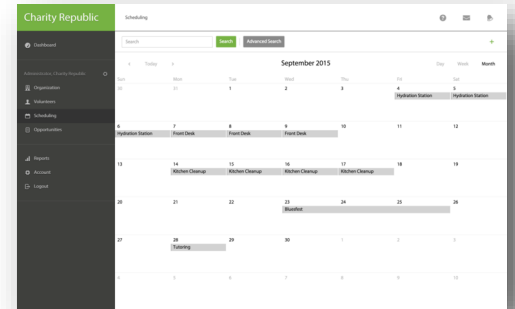 Charity Republic
Scheduling
Dashboard
Search
Search
Advanced Search
+
< Today >
September 2015
Day Week Month
Sun Mon Tue Wed Thu Fri Sat
Administrator, Charity Republic
30 31 1 2 3 4 5
Hydration Station Hydration Station
Organization
Volunteers
Scheduling
Opportunities
6 7 8 9 10 11 12
Hydration Station Front Desk Front Desk Front Desk
Reports
Account
Logout
13 14 15 16 17 18 19
Kitchen Cleanup Kitchen Cleanup Kitchen Cleanup Kitchen Cleanup
20 21 22 23 24 25 26
Bluesfest
27 28 29 30 1 2 3
Tutoring
4 5 6 7 8 9 10